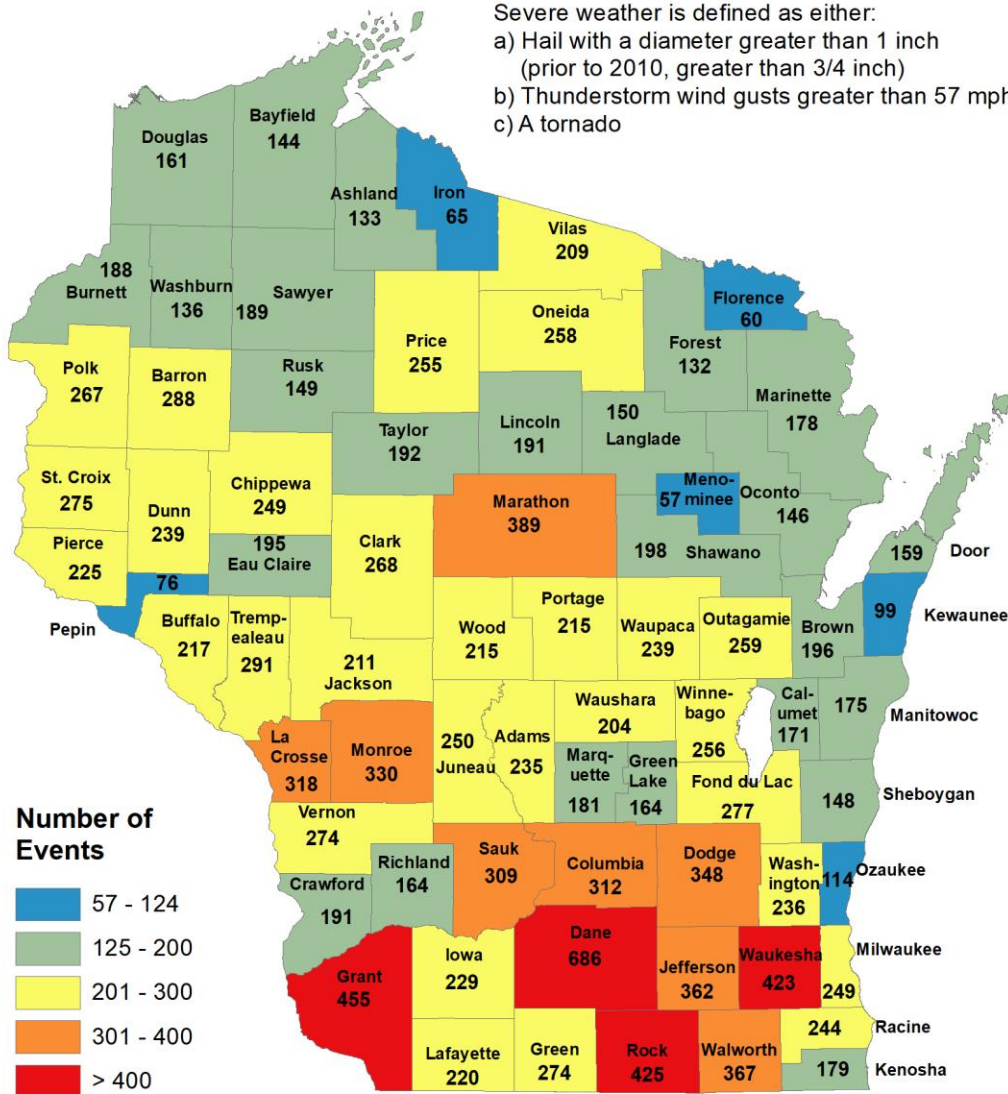 Severe weather is defined as either:
a) Hail with a diameter greater than 1 inch
(prior to 2010, greater than 3/4 inch)
b) Thunderstorm wind gusts greater than 57 mph
c) A tornado
Douglas
161
Bayfield
144
Ashland
133
Iron
65
Vilas
209
188
Burnett
Washburn
136
Sawyer
189
Florence
60
Oneida
258
Forest
132
Price
255
Polk
267
Barron
288
Rusk
149
Marinette
178
Taylor
192
Lincoln
191
150
Langlade
St. Croix
275
Dunn
239
Chippewa
249
Marathon
389
Meno-
57 minee
Oconto
146
Clark
268
Pierce
225
195
Eau Claire
198
Shawano
159
Door
76
Pepin
Buffalo
217
Tremp-
ealeau
291
211
Jackson
Wood
215
Portage
215
Waupaca
239
Outagamie
259
Brown
196
99
Kewaunee
La
Crosse
318
Monroe
330
250
Juneau
Adams
235
Waushara
204
Winne-
bago
256
Cal-
umet
171
175
Manitowoc
Marq-
uette
181
Green
Lake
164
Fond du Lac
277
148
Sheboygan
Vernon
274
Richland
164
Crawford
191
Sauk
309
Columbia
312
Dodge
348
Wash-
ington
236
114
Ozaukee
Grant
455
Iowa
229
Dane
686
Jefferson
362
Waukesha
423
Milwaukee
249
Lafayette
220
Green
274
Rock
425
Walworth
367
244
Racine
179
Kenosha
Number of
Events
57 - 124
125 - 200
201 - 300
301 - 400
> 400